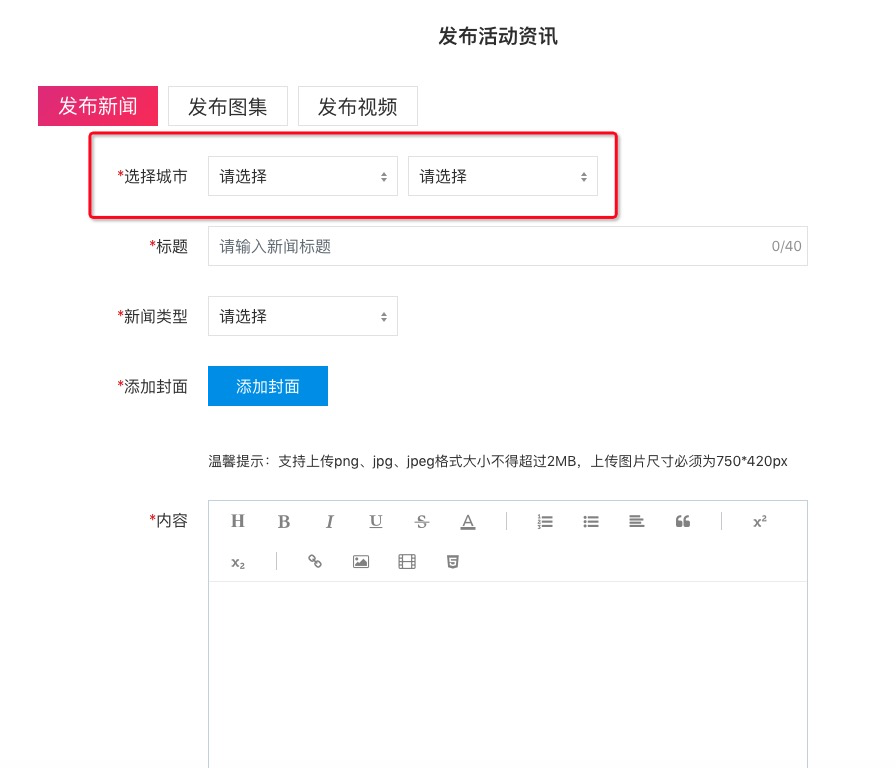 发布活动资讯
发布新闻 发布图集 发布视频
*选择城市 请选择 请选择
*标题 请输入新闻标题 0/40
*新闻类型 请选择
*添加封面 添加封面
温馨提示：支持上传png、jpg、jpeg格式大小不得超过2MB，上传图片尺寸必须为750*420px
*内容 H B I U S A x²
x₂